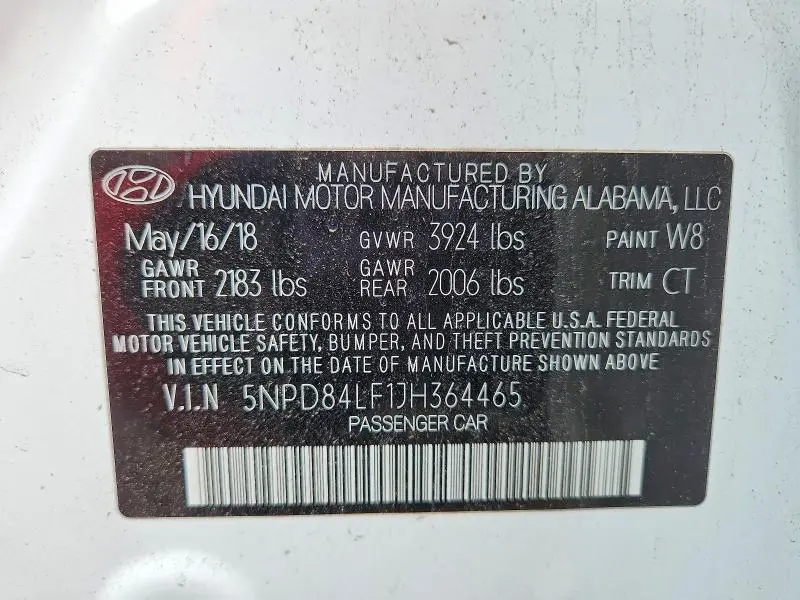 MANUFACTURED BY
HYUNDAI MOTOR MANUFACTURING ALABAMA, LLC
May/16/18 GVWR 3924 lbs PAINT W8
GAWR FRONT 2183 lbs GAWR REAR 2006 lbs TRIM CT
THIS VEHICLE CONFORMS TO ALL APPLICABLE U.S.A. FEDERAL
MOTOR VEHICLE SAFETY, BUMPER, AND THEFT PREVENTION STANDARDS
IN EFFECT ON THE DATE OF MANUFACTURE SHOWN ABOVE
V.I.N 5NPD84LF1JH364465
PASSENGER CAR